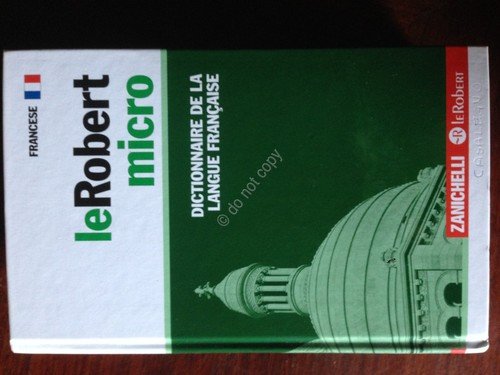 FRANCESE
leRobert
micro
DICTIONNAIRE DE LA
LANGUE FRANÇAISE
© do not copy
ZANICHELLI
R LEROBERT